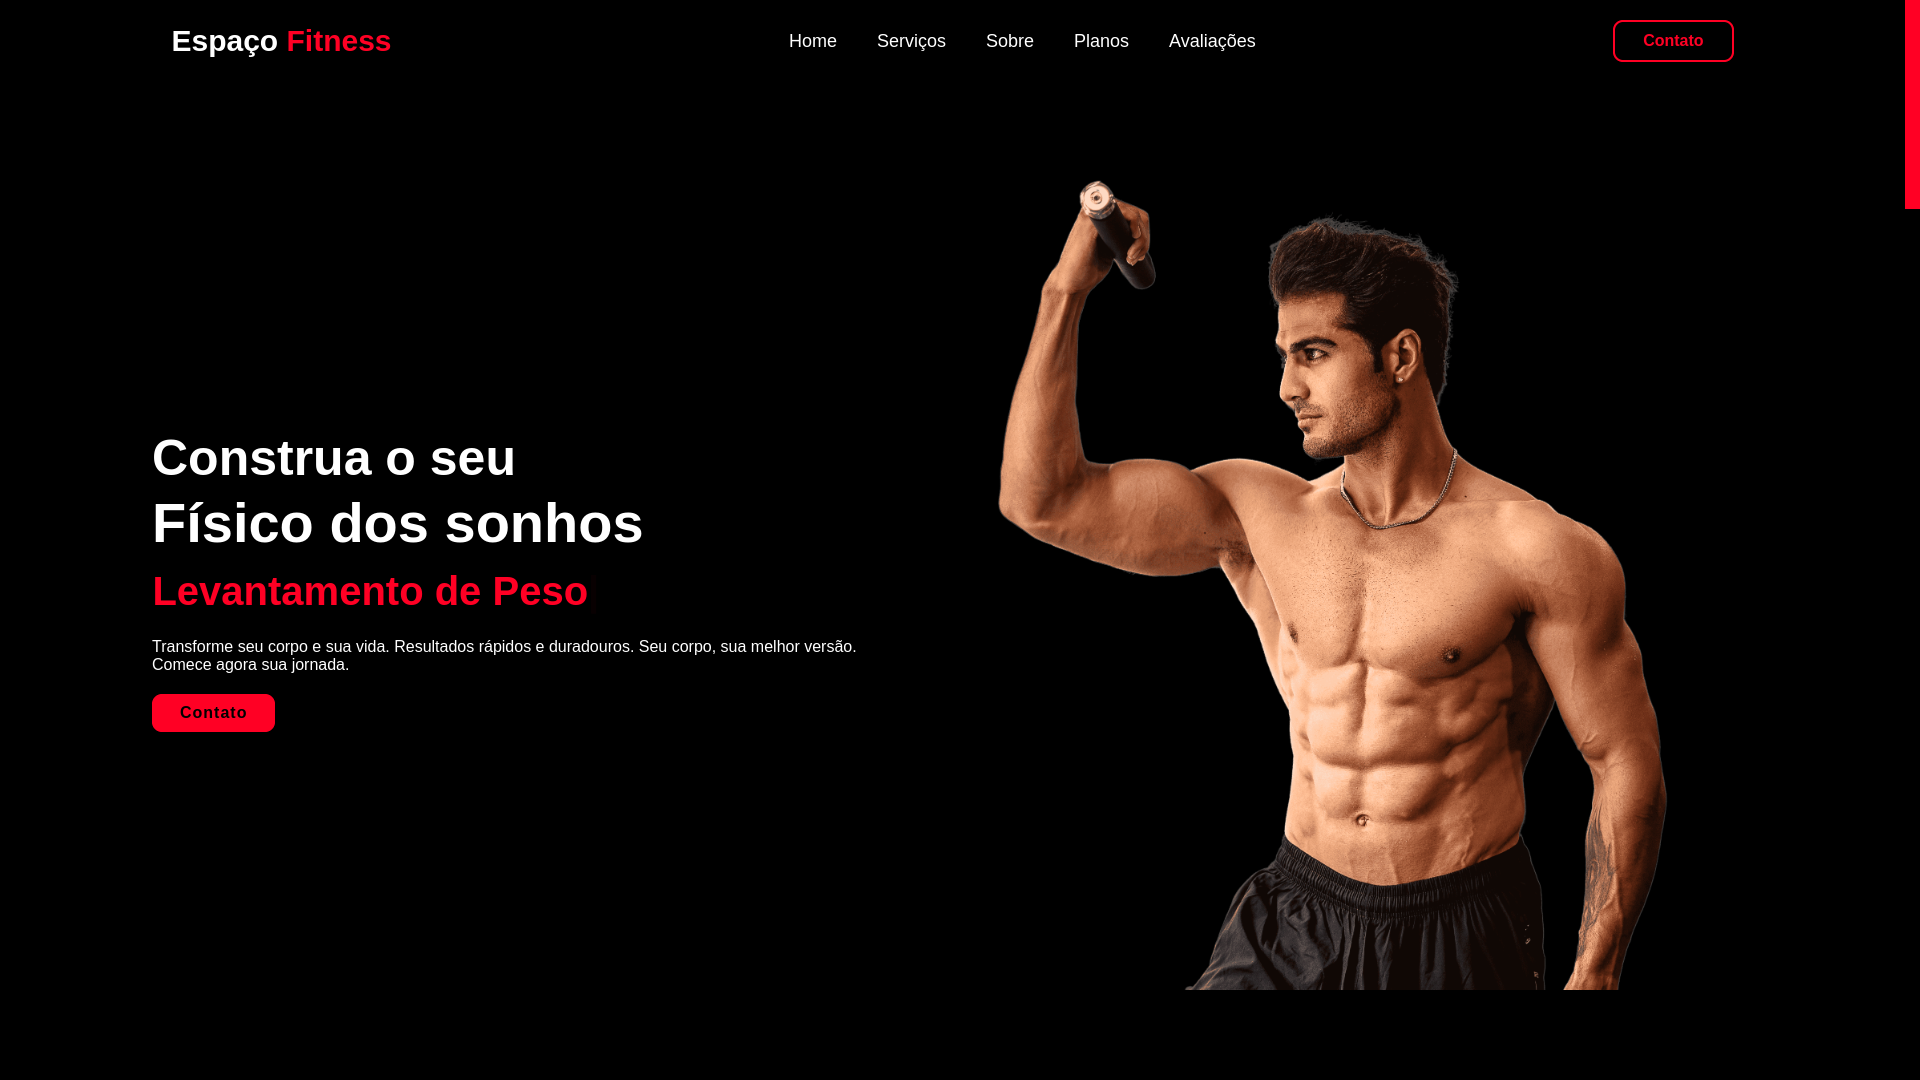 Espaço Fitness
Home
Serviços
Sobre
Planos
Avaliações
Contato
Construa o seu
Físico dos sonhos
Levantamento de Peso
Transforme seu corpo e sua vida. Resultados rápidos e duradouros. Seu corpo, sua melhor versão.
Comece agora sua jornada.
Contato